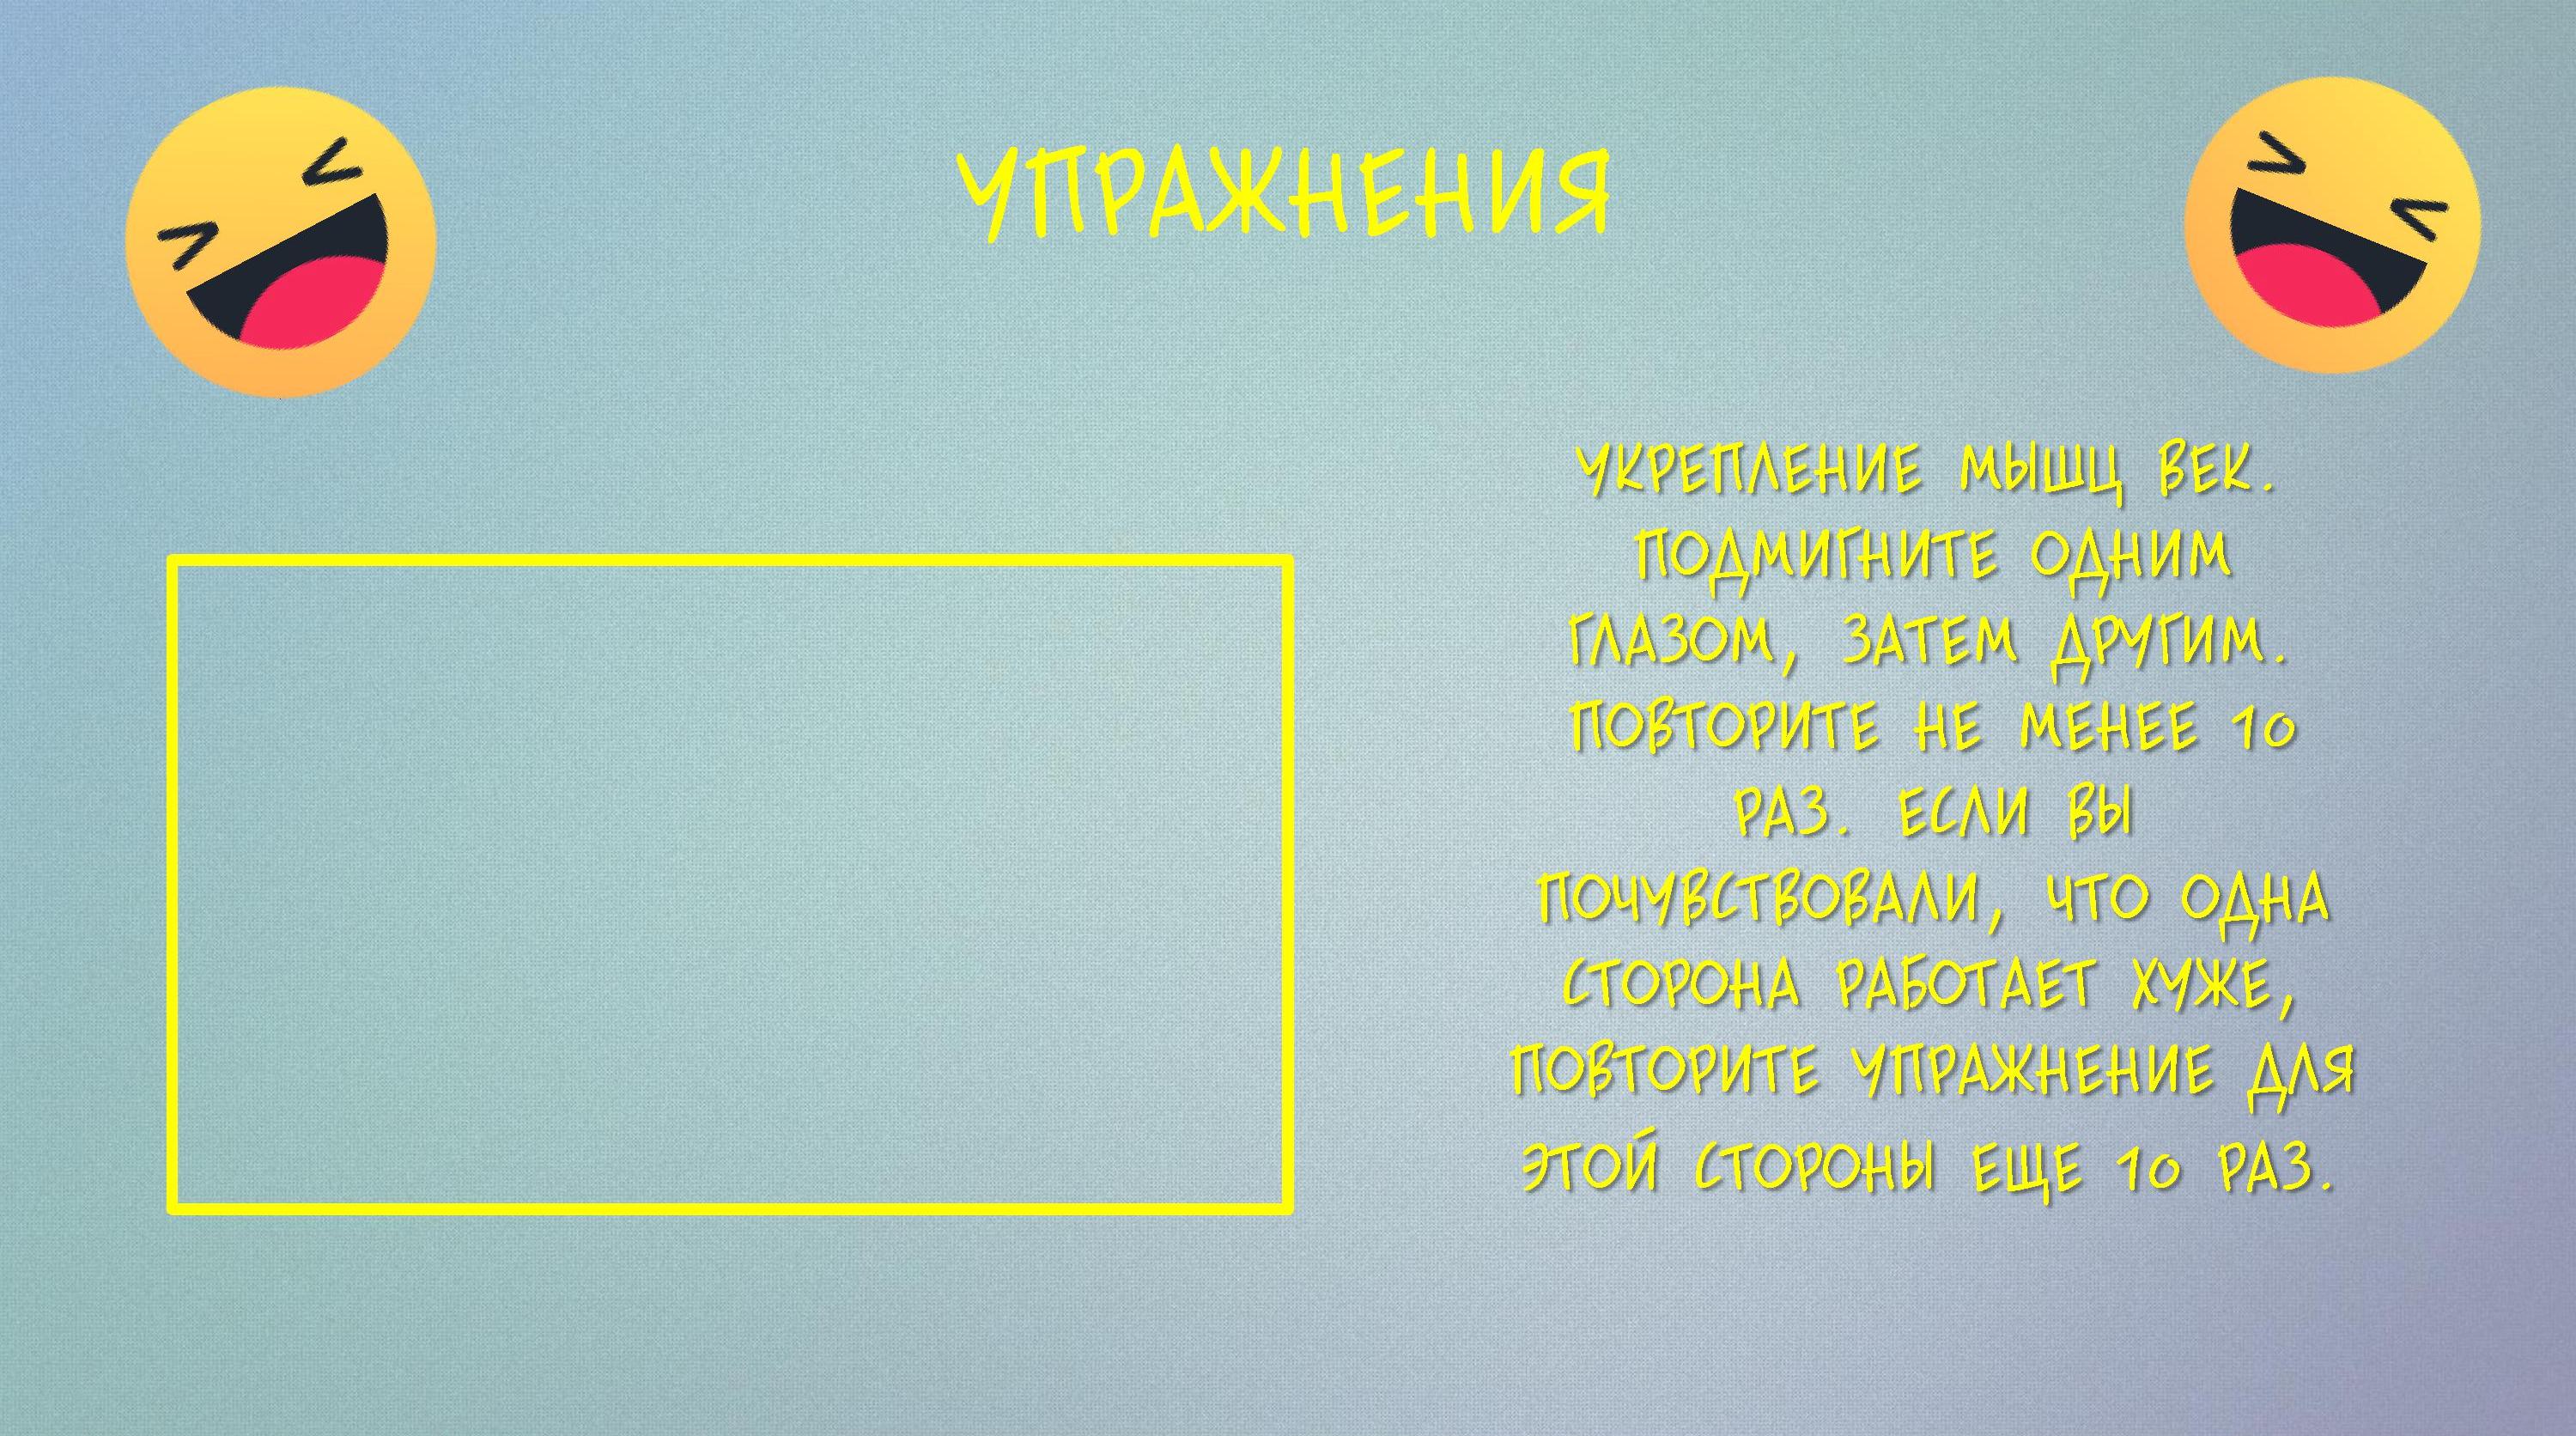 УПРАЖНЕНИЯ
УКРЕПЛЕНИЕ МЫШЦ ВЕК.
ПОДМИГНИТЕ ОДНИМ
ГЛАЗОМ, ЗАТЕМ ДРУГИМ.
ПОВТОРИТЕ НЕ МЕНЕЕ 10
РАЗ. ЕСЛИ ВЫ
ПОЧУВСТВОВАЛИ, ЧТО ОДНА
СТОРОНА РАБОТАЕТ ХУЖЕ,
ПОВТОРИТЕ УПРАЖНЕНИЕ ДЛЯ
ЭТОЙ СТОРОНЫ ЕЩЕ 10 РАЗ.